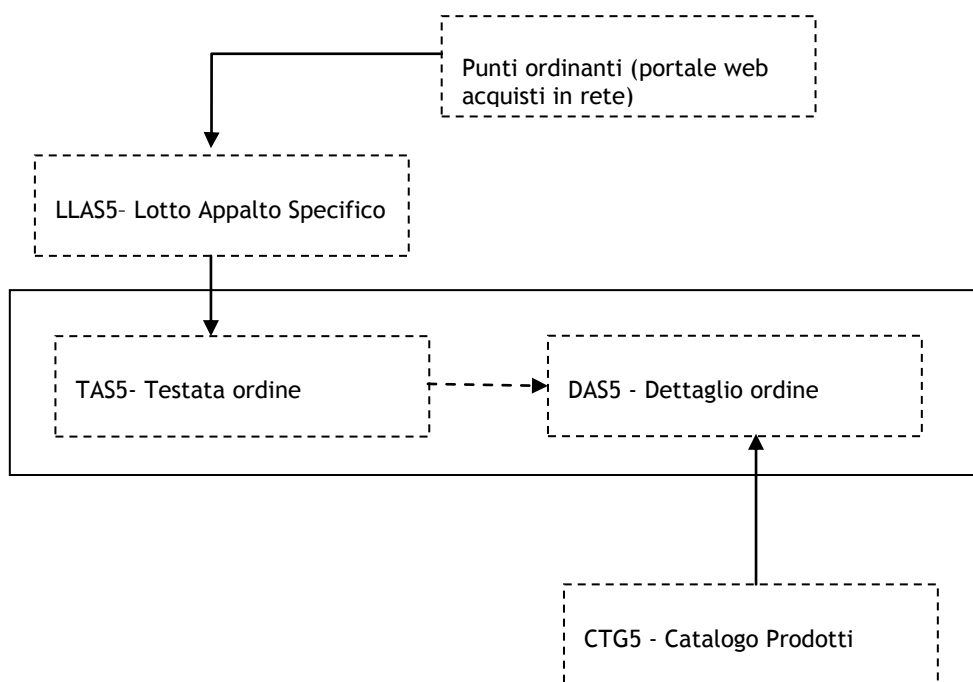 Punti ordinanti (portale web
acquisti in rete)
LLAS5– Lotto Appalto Specifico
TAS5- Testata ordine
DAS5 - Dettaglio ordine
CTG5 - Catalogo Prodotti